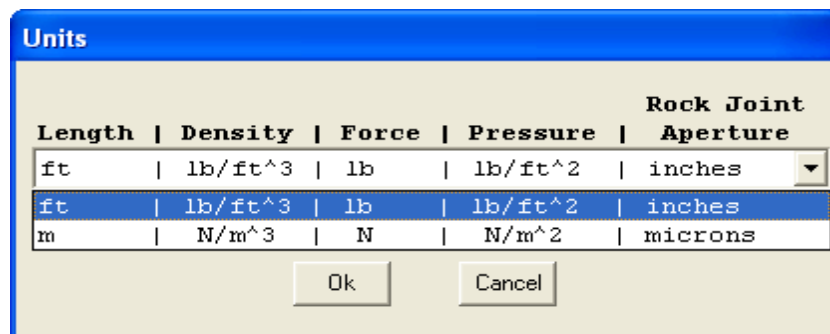 Units
Rock Joint
Length | Density | Force | Pressure | Aperture
ft | lb/ft^3 | lb | lb/ft^2 | inches
ft | lb/ft^3 | lb | lb/ft^2 | inches
m | N/m^3 | N | N/m^2 | microns
Ok Cancel